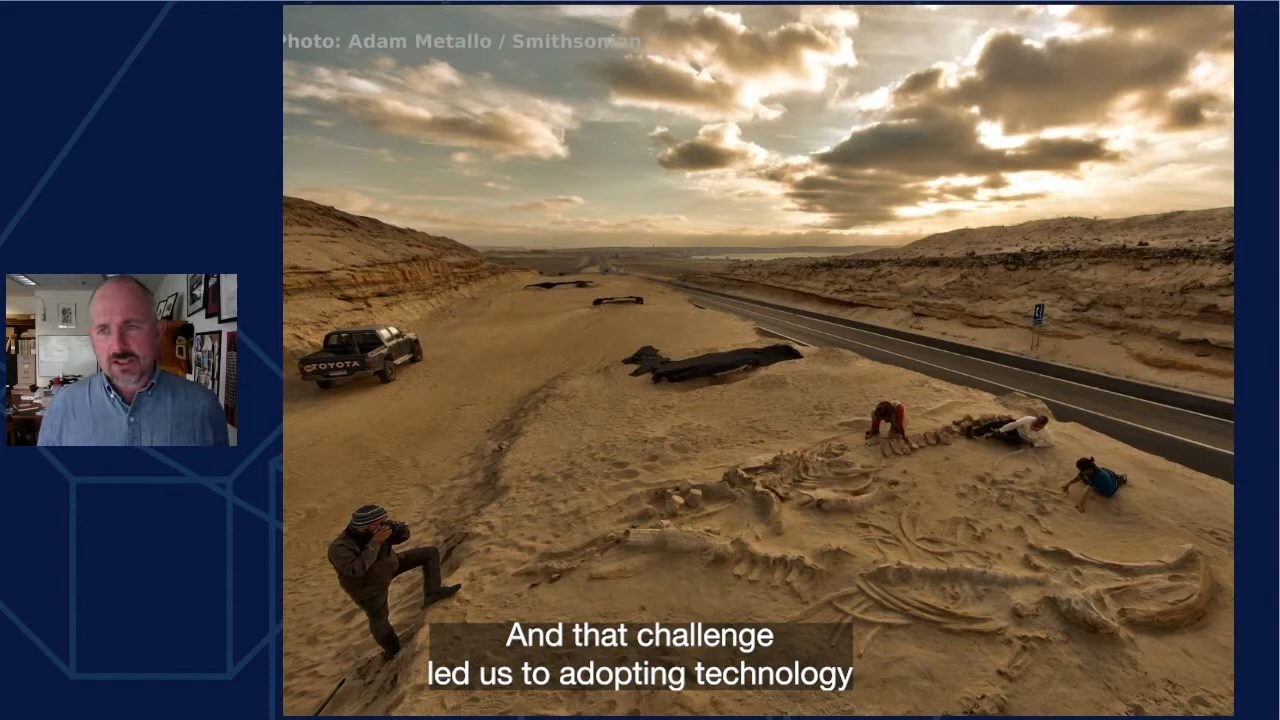 Photo: Adam Metallo / Smithsonian
TOYOTA
And that challenge
led us to adopting technology